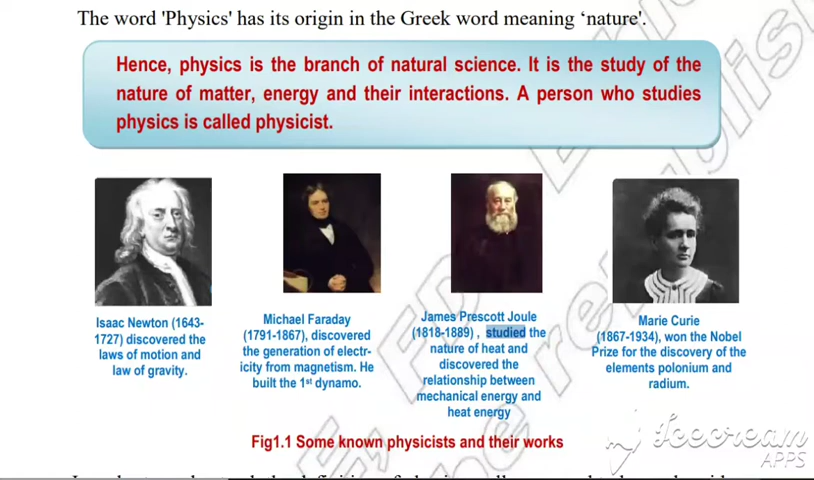 The word 'Physics' has its origin in the Greek word meaning ‘nature'.
Hence, physics is the branch of natural science. It is the study of the
nature of matter, energy and their interactions. A person who studies
physics is called physicist.
Isaac Newton (1643-
1727) discovered the
laws of motion and
law of gravity.
Michael Faraday
(1791-1867), discovered
the generation of electr-
icity from magnetism. He
built the 1st dynamo.
James Prescott Joule
(1818-1889) , studied the
nature of heat and
discovered the
relationship between
mechanical energy and
heat energy
Marie Curie
(1867-1934), won the Nobel
Prize for the discovery of the
elements polonium and
radium.
Fig1.1 Some known physicists and their works
Icecream
APPS